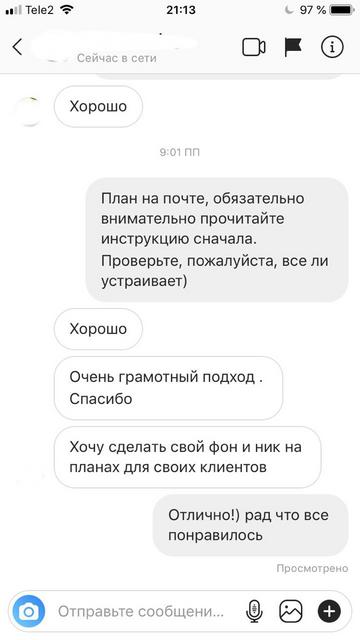 Tele2
21:13
97 %
Сейчас в сети
Хорошо
9:01 ПП
План на почте, обязательно
внимательно прочитайте
инструкцию сначала.
Проверьте, пожалуйста, все ли
устраивает)
Хорошо
Очень грамотный подход .
Спасибо
Хочу сделать свой фон и ник на
планах для своих клиентов
Отлично!) рад что все
понравилось
Просмотрено
Отправьте сообщени...